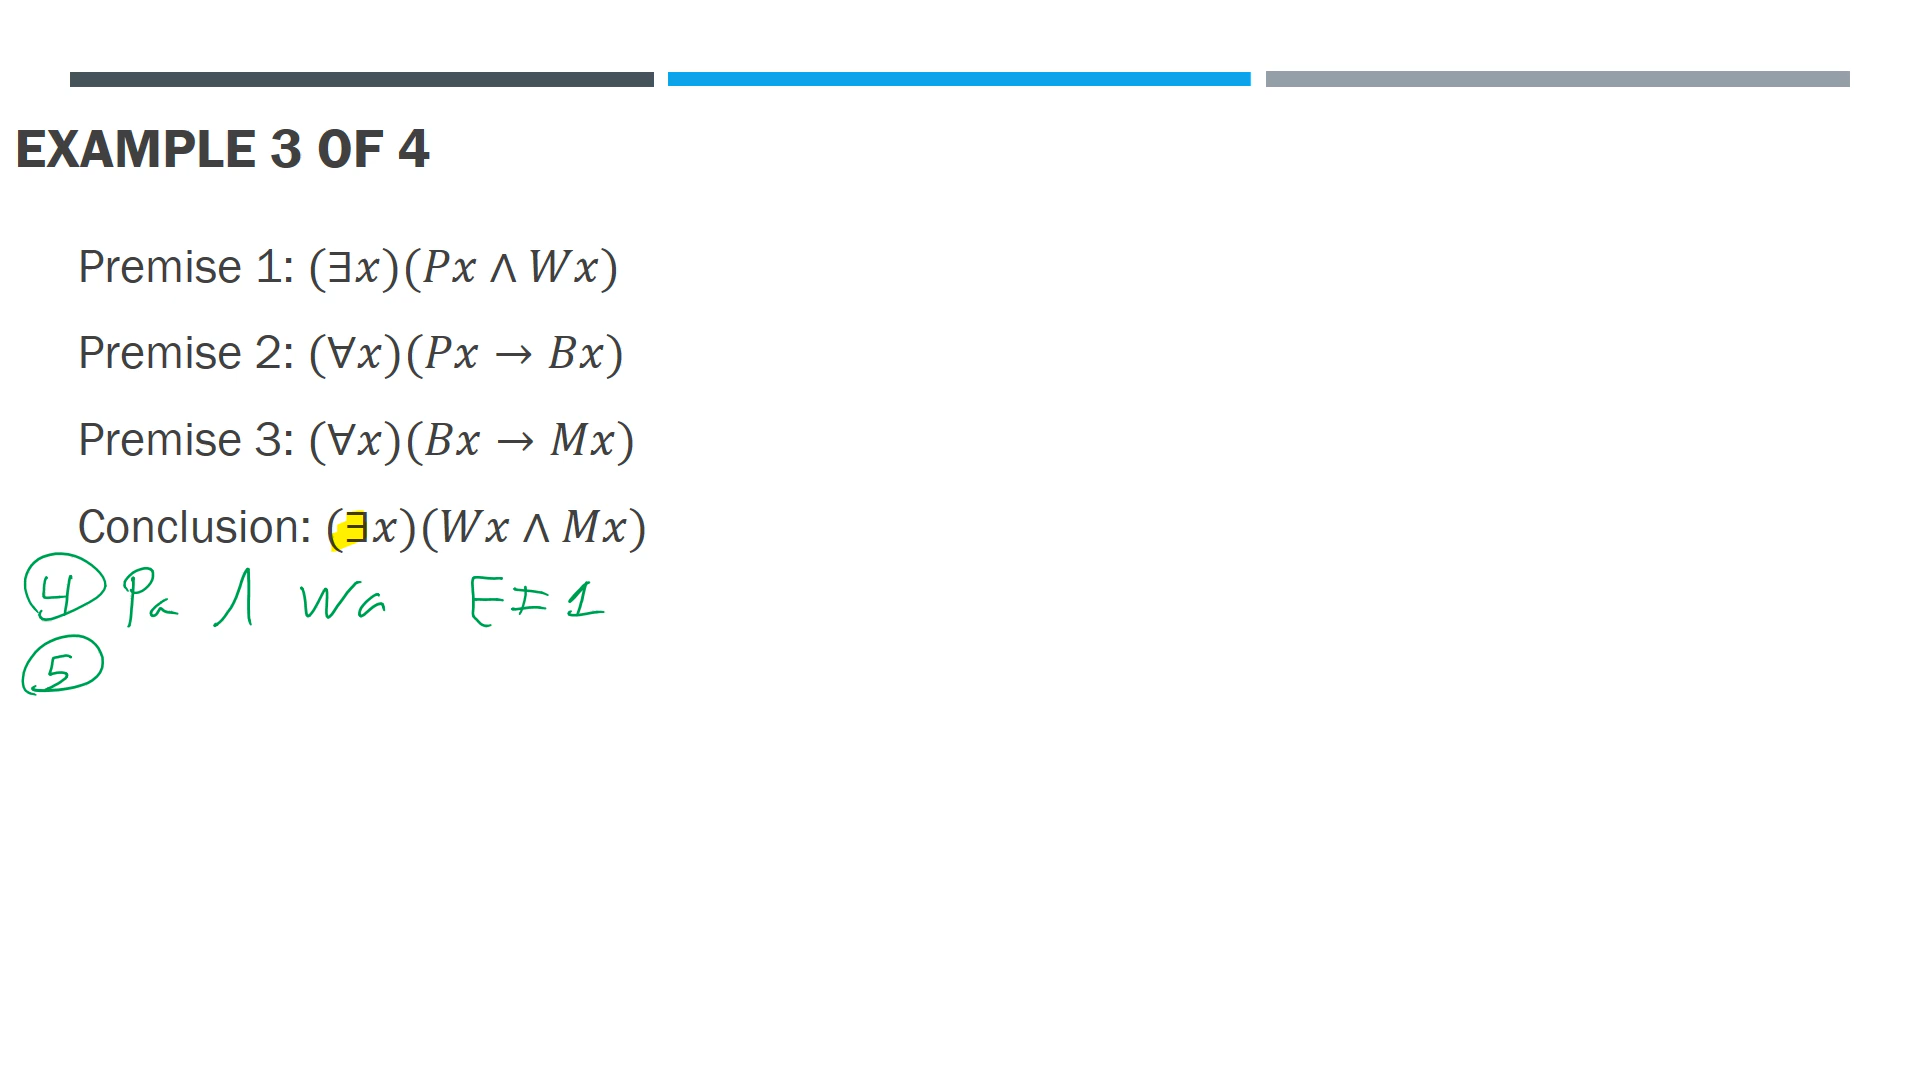 EXAMPLE 3 OF 4
Premise 1: (∃x)(Px ∧ Wx)
Premise 2: (∀x)(Px → Bx)
Premise 3: (∀x)(Bx → Mx)
Conclusion: (∃x)(Wx ∧ Mx)
4 Pa ∧ Wa EI 1
5